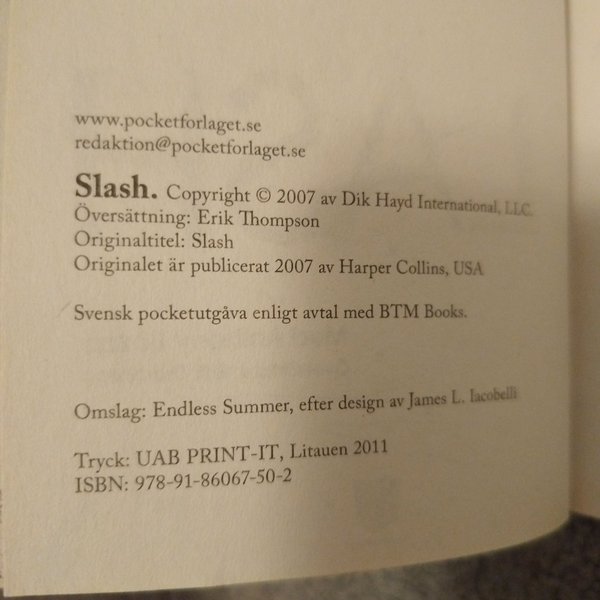 www.pocketforlaget.se
redaktion@pocketforlaget.se
Slash. Copyright © 2007 av Dik Hayd International, LLC.
Översättning: Erik Thompson
Originaltitel: Slash
Originalet är publicerat 2007 av Harper Collins, USA
Svensk pocketutgåva enligt avtal med BTM Books.
Omslag: Endless Summer, efter design av James L. Iacobelli
Tryck: UAB PRINT-IT, Litauen 2011
ISBN: 978-91-86067-50-2